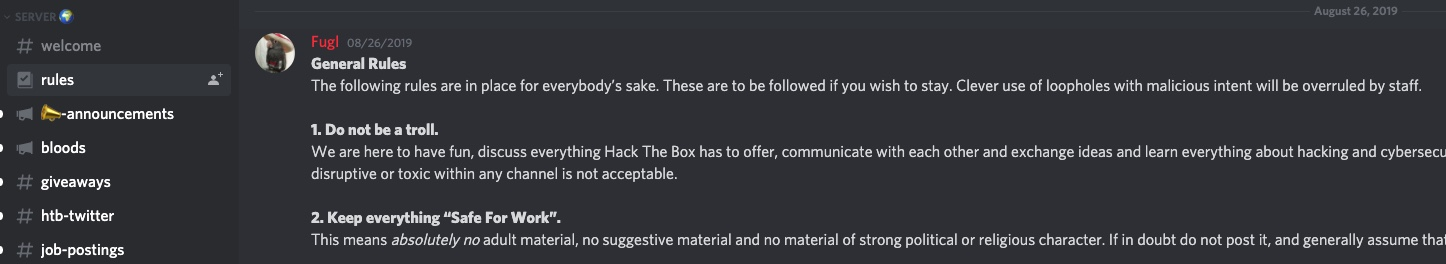 SERVER
welcome
rules
-announcements
bloods
giveaways
htb-twitter
job-postings
August 26, 2019
Fugl 08/26/2019
General Rules
The following rules are in place for everybody's sake. These are to be followed if you wish to stay. Clever use of loopholes with malicious intent will be overruled by staff.
1. Do not be a troll.
We are here to have fun, discuss everything Hack The Box has to offer, communicate with each other and exchange ideas and learn everything about hacking and cybersecu
disruptive or toxic within any channel is not acceptable.
2. Keep everything “Safe For Work”.
This means absolutely no adult material, no suggestive material and no material of strong political or religious character. If in doubt do not post it, and generally assume that